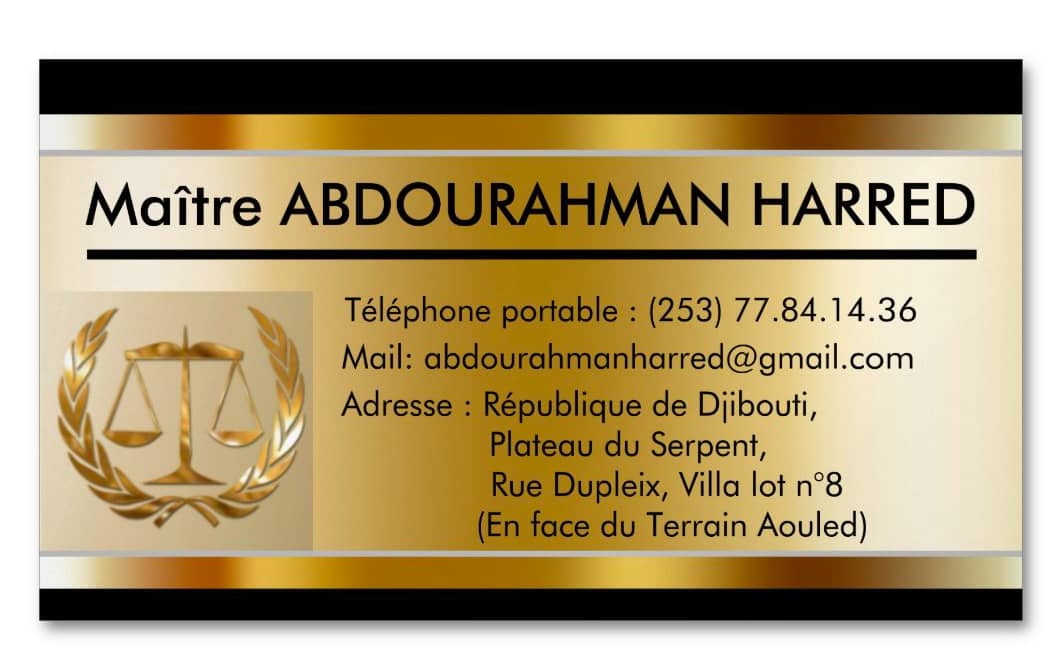 Maître ABDOURAHMAN HARRED
Téléphone portable : (253) 77.84.14.36
Mail: abdourahmanharred@gmail.com
Adresse : République de Djibouti,
Plateau du Serpent,
Rue Dupleix, Villa lot n°8
(En face du Terrain Aouled)